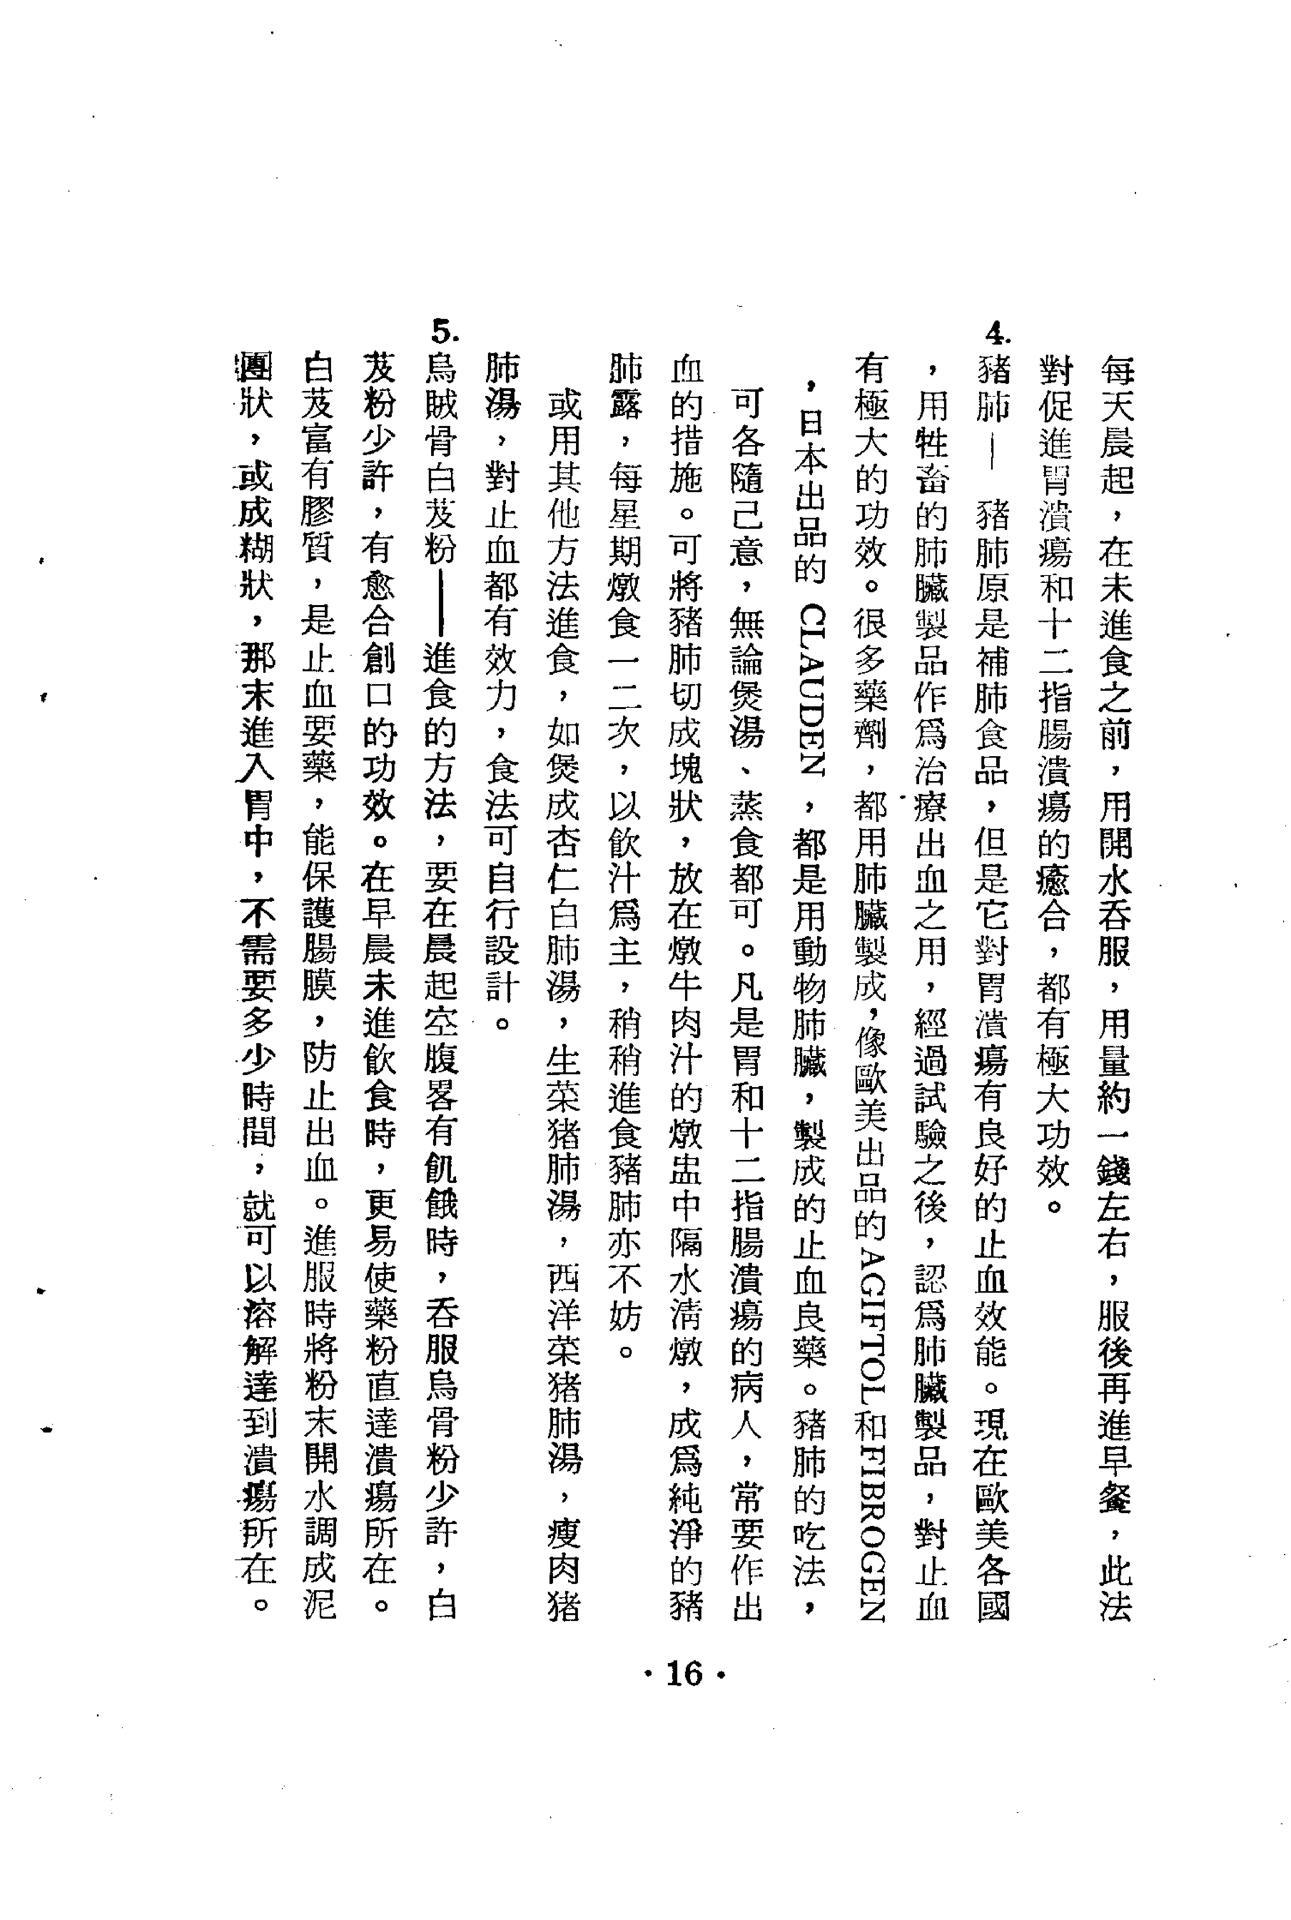 每天晨起，在未進食之前，用開水吞服，用量約一錢左右，服後再進早餐，此法
對促進胃潰瘍和十二指腸潰瘍的癒合，都有極大功效。
4. 豬肺— 豬肺原是補肺食品，但是它對胃潰瘍有良好的止血效能。現在歐美各國
，用牲畜的肺臟製品作爲治療出血之用，經過試驗之後，認爲肺臟製品，對止血
有極大的功效。很多藥劑，都用肺臟製成，像歐美出品的AGIFTOL和FIBROGEN
，日本出品的 CLAUDEN，都是用動物肺臟，製成的止血良藥。豬肺的吃法，
可各隨己意，無論煲湯、蒸食都可。凡是胃和十二指腸潰瘍的病人，常要作出
血的措施。可將豬肺切成塊狀，放在燉牛肉汁的燉盅中隔水清燉，成爲純淨的豬
肺露，每星期燉食一二次，以飲汁爲主，稍稍進食豬肺亦不妨。
或用其他方法進食，如煲成杏仁白肺湯，生菜猪肺湯，西洋菜猪肺湯，瘦肉猪
肺湯，對止血都有效力，食法可自行設計。
5. 烏賊骨白芨粉——進食的方法，要在晨起空腹畧有飢餓時，吞服烏骨粉少許，白
芨粉少許，有愈合創口的功效。在早晨未進飲食時，更易使藥粉直達潰瘍所在。
白芨富有膠質，是止血要藥，能保護腸膜，防止出血。進服時將粉末開水調成泥
團狀，或成糊狀，那末進入胃中，不需要多少時間，就可以溶解達到潰瘍所在。
·16·